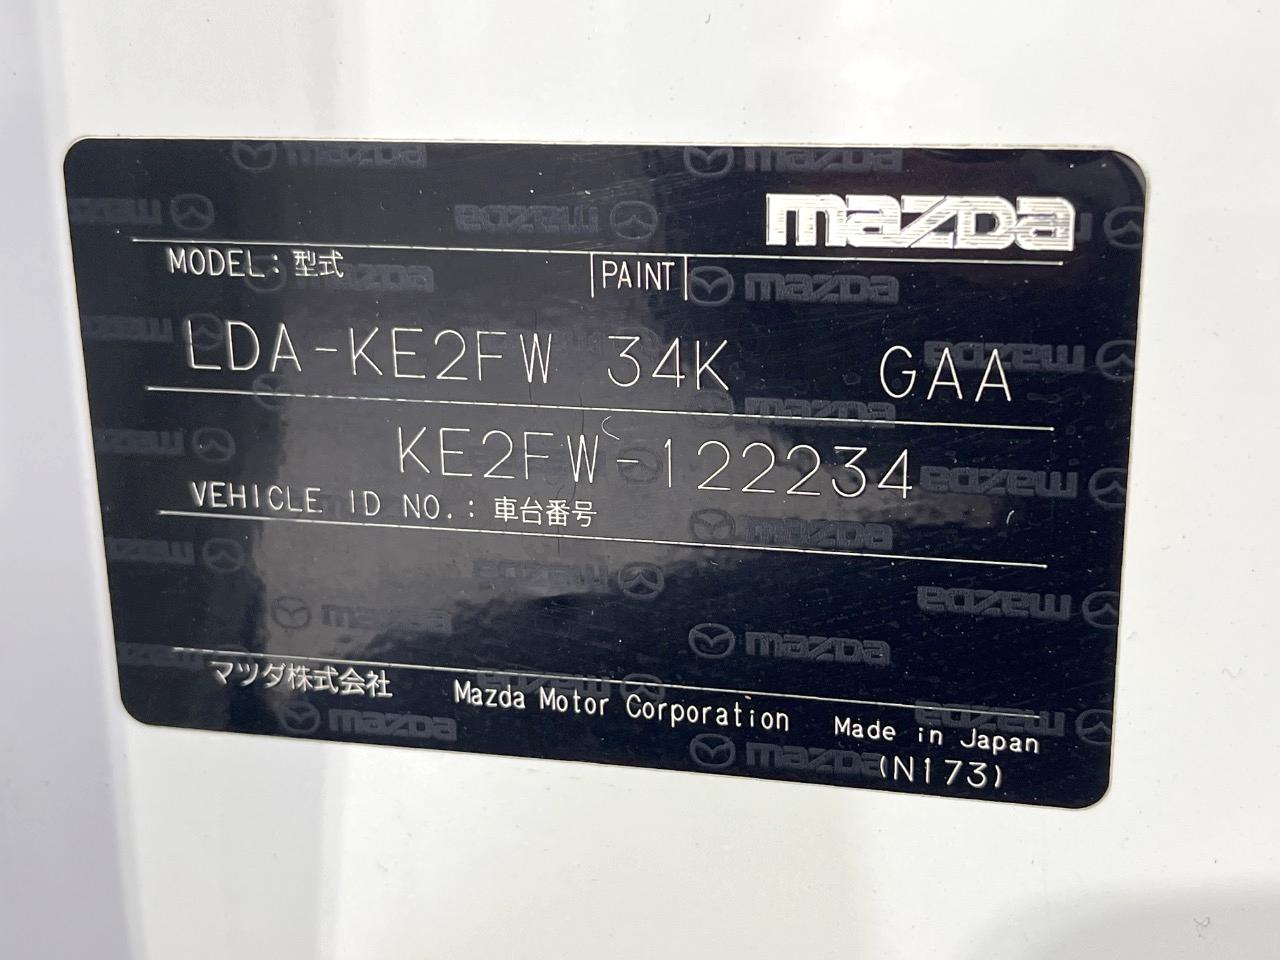 mazda
MODEL: 型式 PAINT
LDA-KE2FW 34K GAA
KE2FW-122234
VEHICLE ID NO.: 車台番号
マツダ株式会社 Mazda Motor Corporation Made in Japan
(N173)